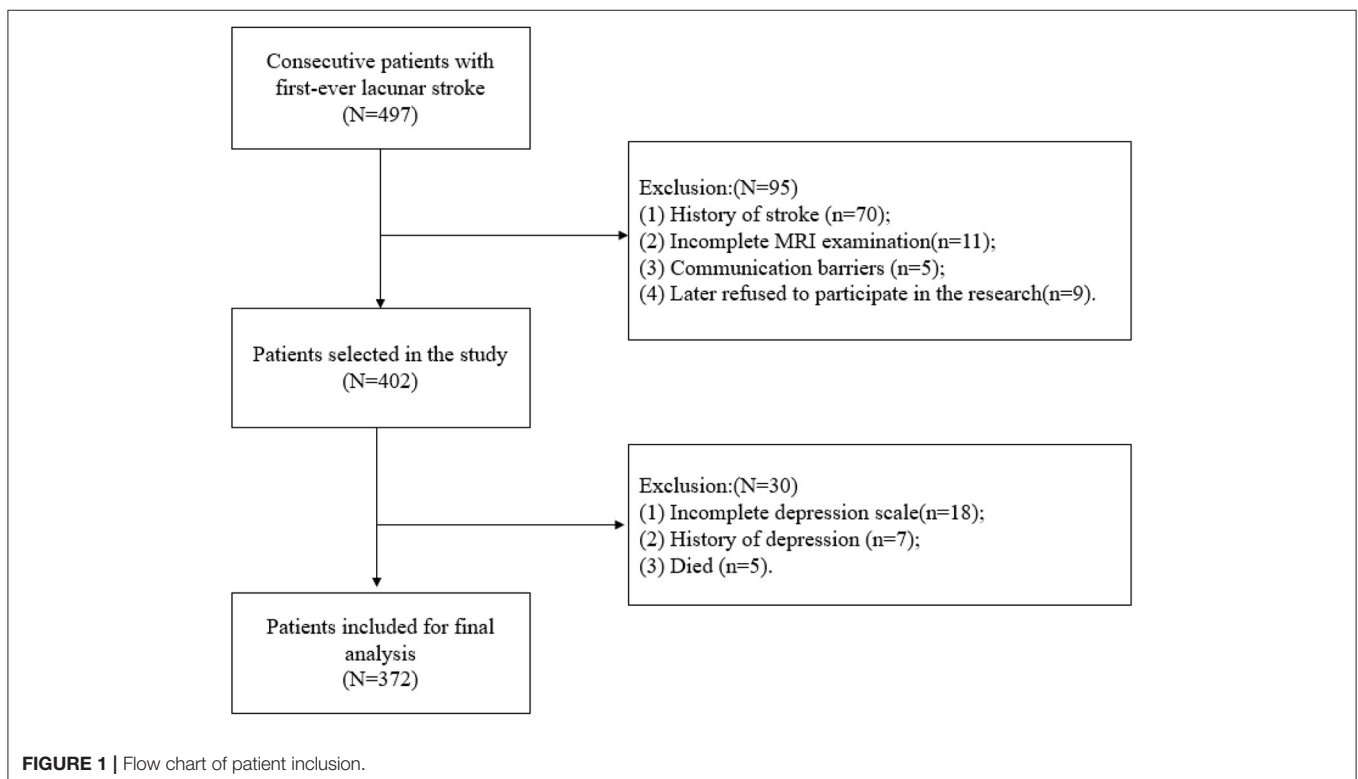 Consecutive patients with
first-ever lacunar stroke
(N=497)
Exclusion:(N=95)
(1) History of stroke (n=70);
(2) Incomplete MRI examination(n=11);
(3) Communication barriers (n=5);
(4) Later refused to participate in the research(n=9).
Patients selected in the study
(N=402)
Exclusion:(N=30)
(1) Incomplete depression scale(n=18);
(2) History of depression (n=7);
(3) Died (n=5).
Patients included for final
analysis
(N=372)
FIGURE 1 | Flow chart of patient inclusion.